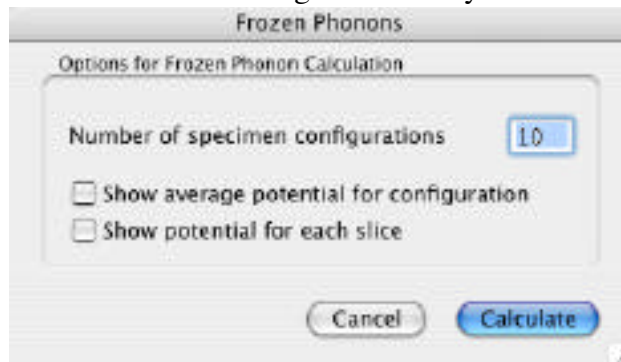 Frozen Phonons
Options for Frozen Phonon Calculation
Number of specimen configurations 10
Show average potential for configuration
Show potential for each slice
Cancel Calculate